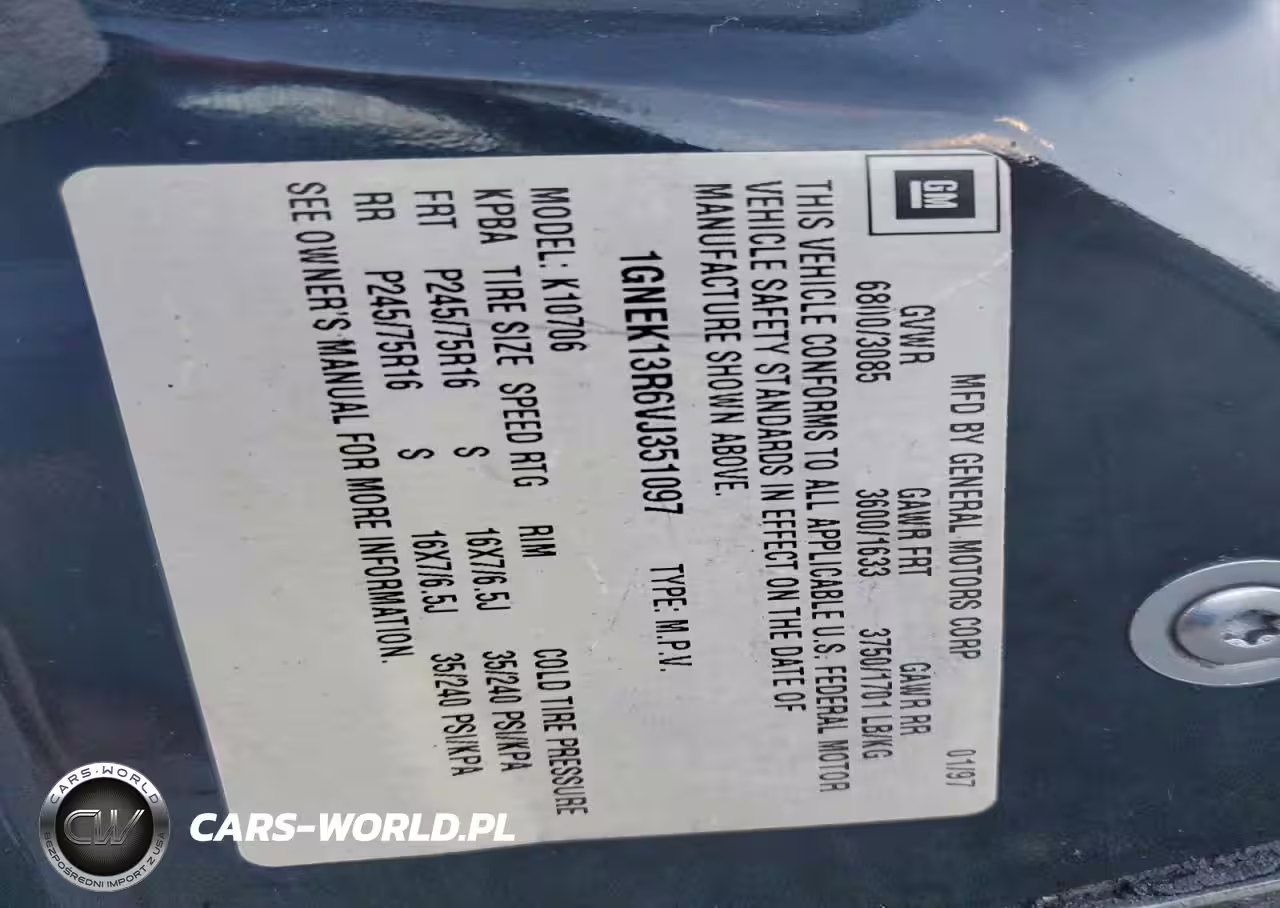 GM
MFD BY GENERAL MOTORS CORP 01/97
GVWR GAWR FRT GAWR RR
6810/3085 3600/1633 3750/1701 LB/KG
THIS VEHICLE CONFORMS TO ALL APPLICABLE U.S. FEDERAL MOTOR
VEHICLE SAFETY STANDARDS IN EFFECT ON THE DATE OF
MANUFACTURE SHOWN ABOVE.
1GNEK13R6VJ351097 TYPE: M.P.V.
MODEL: K10706
KPBA TIRE SIZE SPEED RTG RIM COLD TIRE PRESSURE
FRT P245/75R16 S 16X7/6.5J 35/240 PSI/KPA
RR P245/75R16 S 16X7/6.5J 35/240 PSI/KPA
SEE OWNER'S MANUAL FOR MORE INFORMATION.
CARS-WORLD
CW
BEZPOŚREDNI IMPORT Z USA
CARS-WORLD.PL